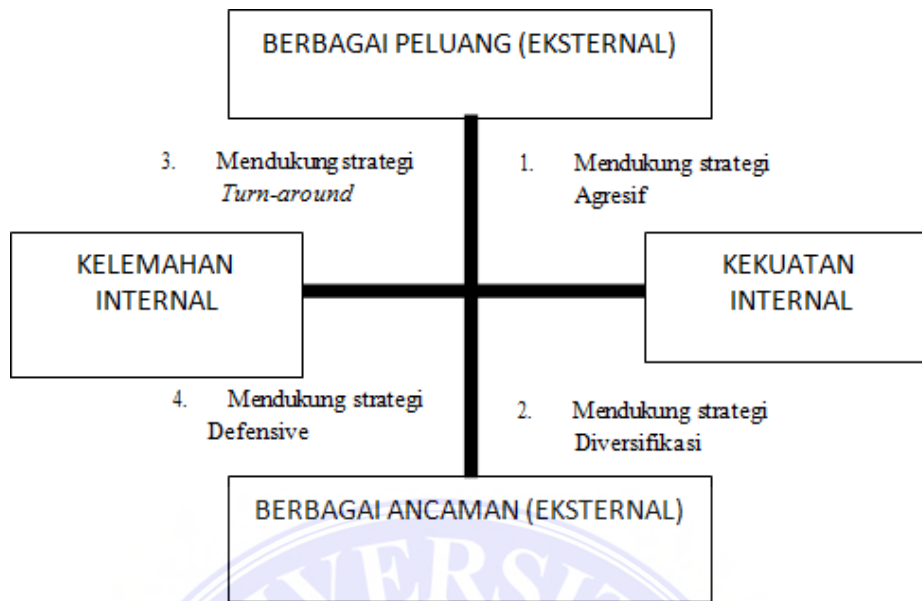 BERBAGAI PELUANG (EKSTERNAL)
3. Mendukung strategi
Turn-around
1. Mendukung strategi
Agresif
KELEMAHAN
INTERNAL
KEKUATAN
INTERNAL
4. Mendukung strategi
Defensive
2. Mendukung strategi
Diversifikasi
BERBAGAI ANCAMAN (EKSTERNAL)